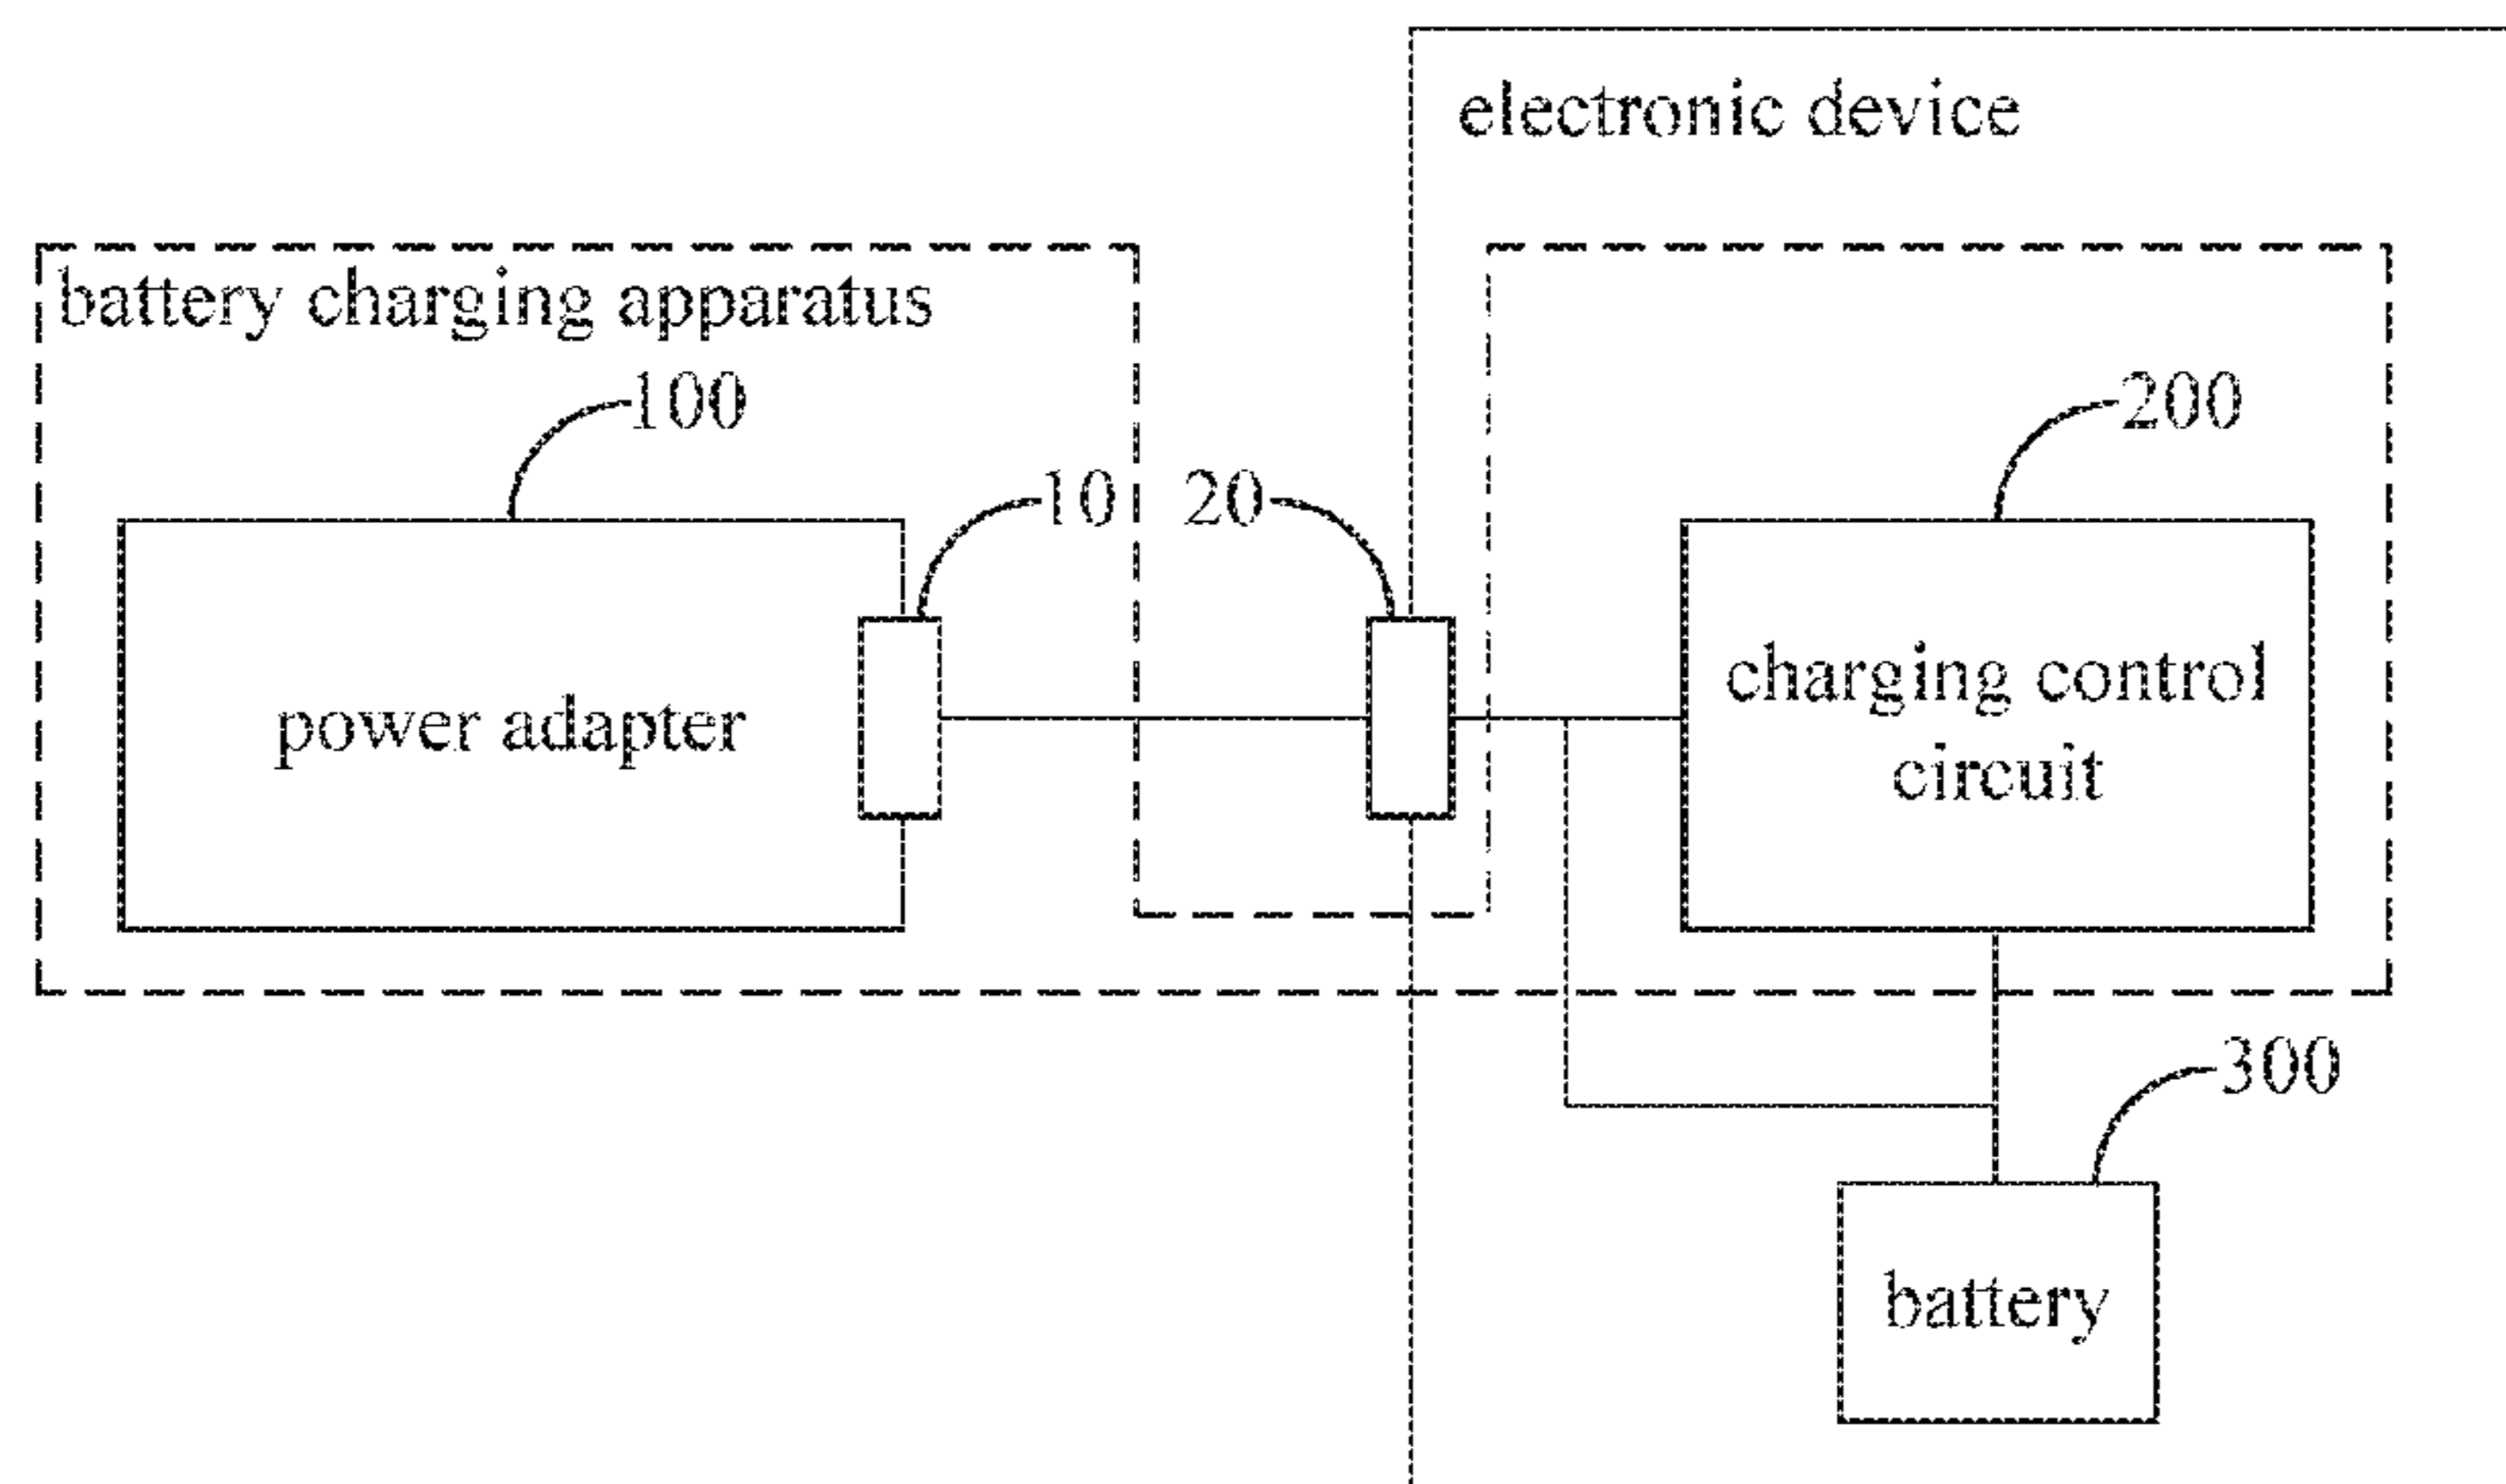 electronic device
battery charging apparatus
100
200
10
20
power adapter
charging control
circuit
300
battery